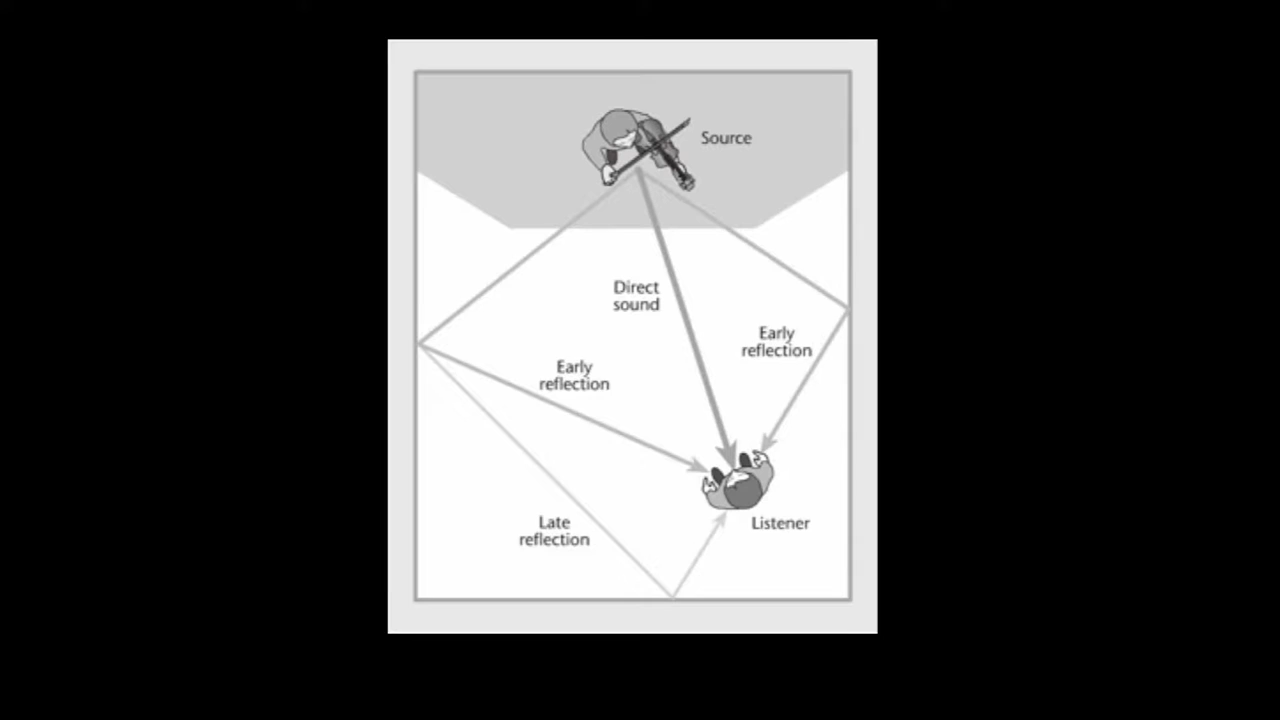 Source
Direct
sound
Early
reflection
Early
reflection
Late
reflection
Listener